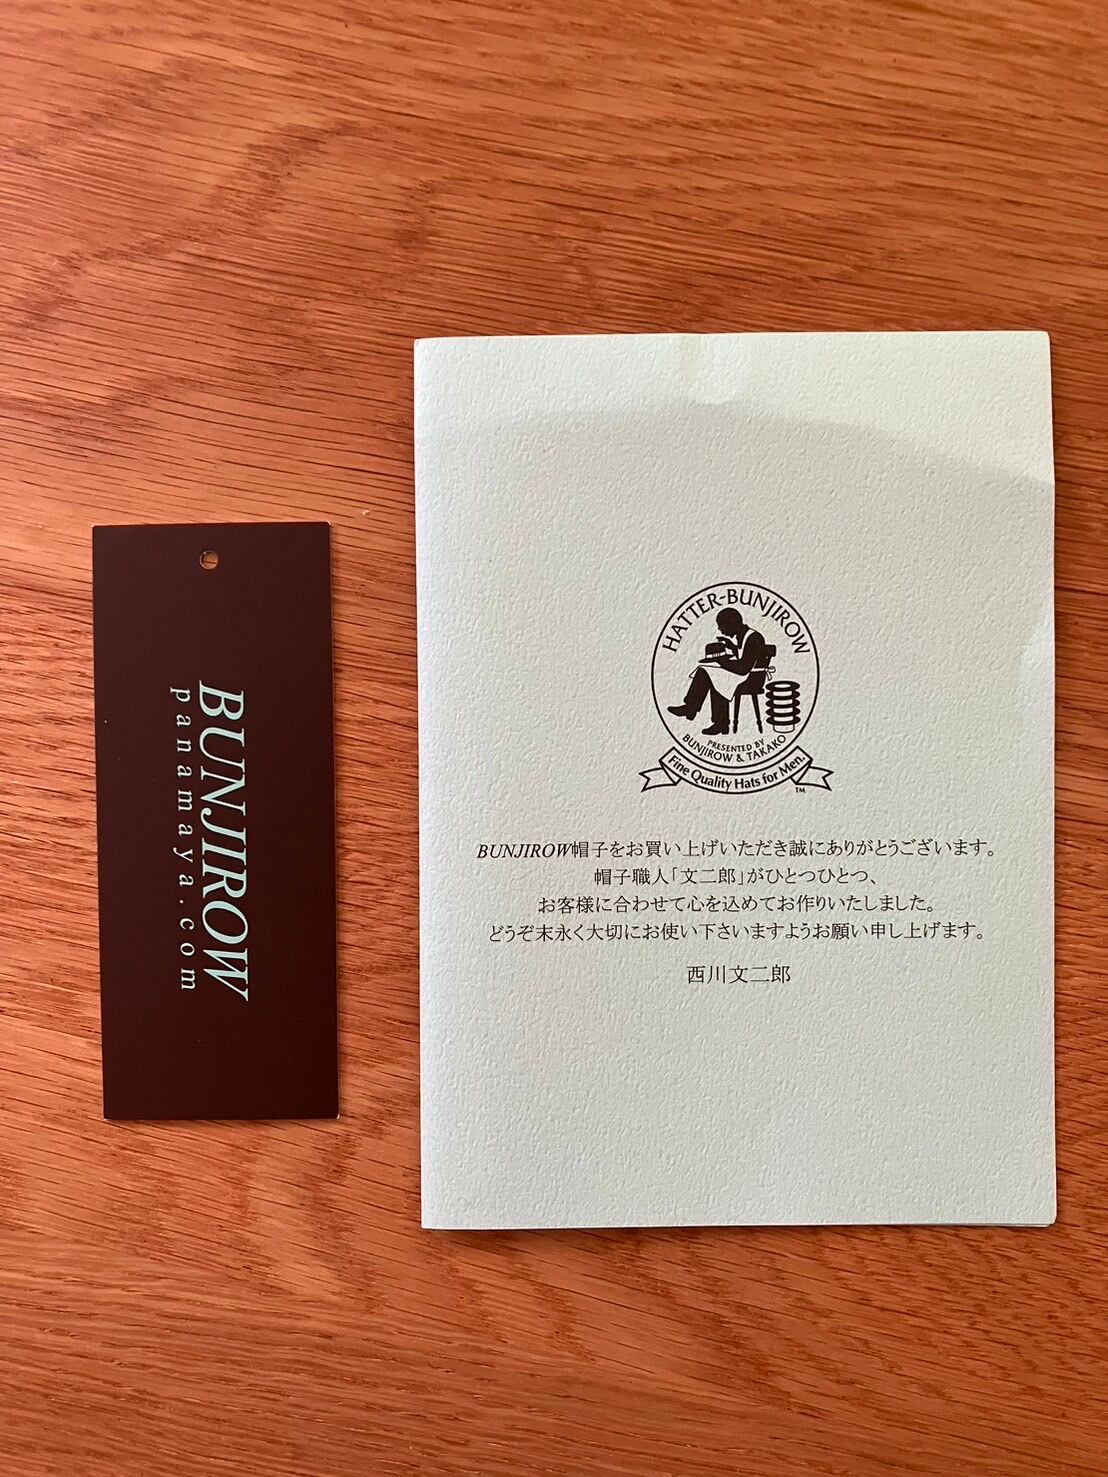 BUNJIROW
panamaya.com
HATTER-BUNJIROW
PRESENTED BY
BUNJIROW & TAKAKO
Fine Quality Hats for Men.
TM
BUNJIROW帽子をお買い上げいただき誠にありがとうございます。
帽子職人「文二郎」がひとつひとつ、
お客様に合わせて心を込めてお作りいたしました。
どうぞ末永く大切にお使い下さいますようお願い申し上げます。
西川文二郎